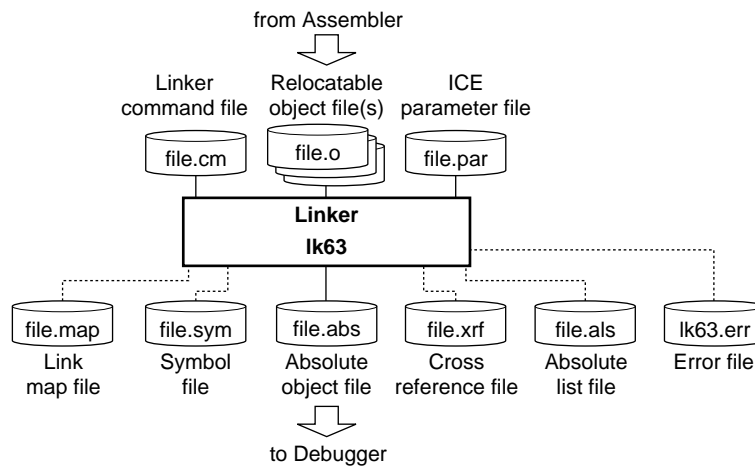 from Assembler
Linker
command file
Relocatable
object file(s)
ICE
parameter file
file.cm
file.o
file.par
Linker
lk63
file.map
file.sym
file.abs
file.xrf
file.als
lk63.err
Link
map file
Symbol
file
Absolute
object file
Cross
reference file
Absolute
list file
Error file
to Debugger